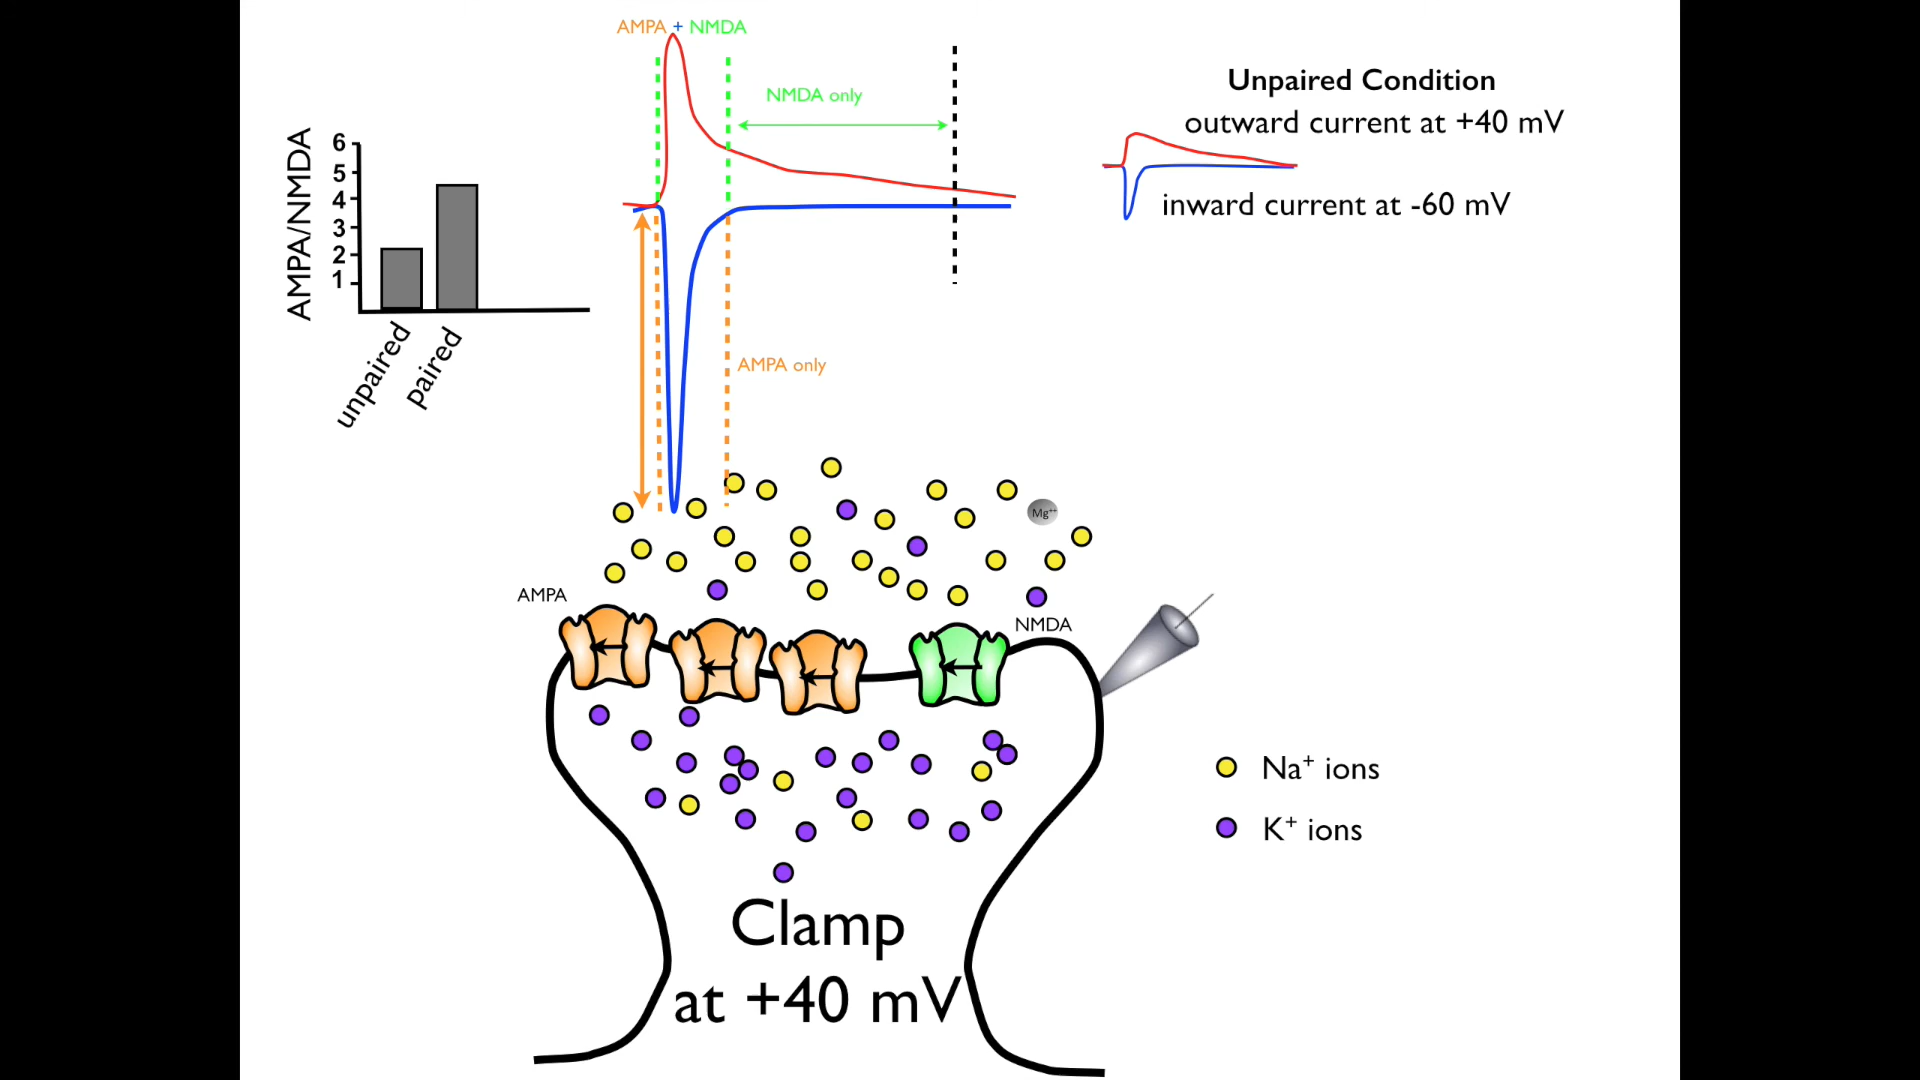 AMPA + NMDA
NMDA only
AMPA only
AMPA/NMDA
6
5
4
3
2
1
unpaired
paired
Unpaired Condition
outward current at +40 mV
inward current at -60 mV
Mg⁺⁺
AMPA
NMDA
Na⁺ ions
K⁺ ions
Clamp
at +40 mV